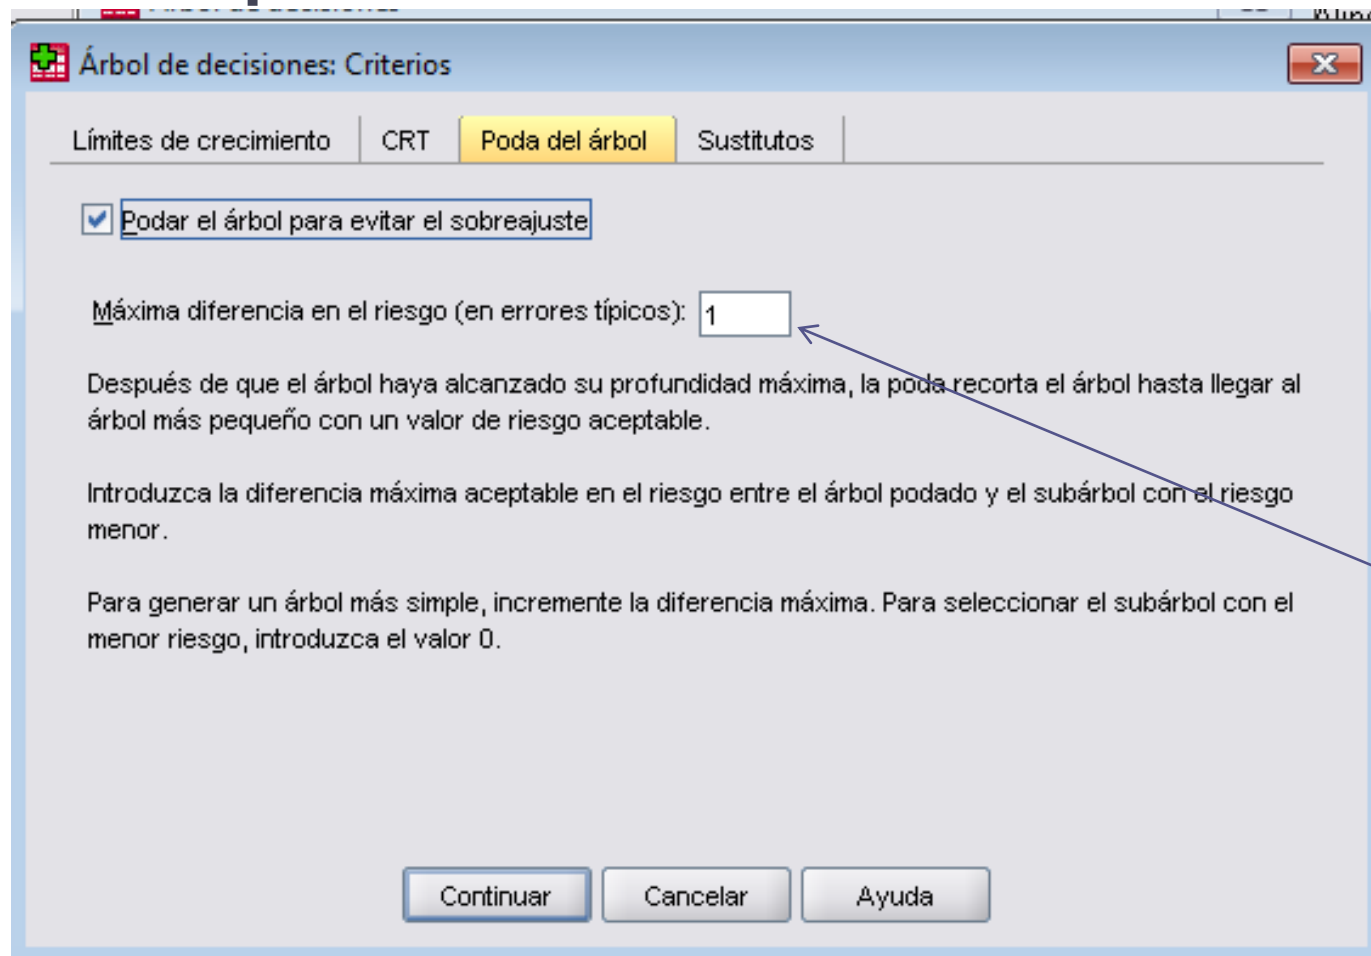 Árbol de decisiones: Criterios
Límites de crecimiento CRT Poda del árbol Sustitutos
Podar el árbol para evitar el sobreajuste
Máxima diferencia en el riesgo (en errores típicos): 1
Después de que el árbol haya alcanzado su profundidad máxima, la poda recorta el árbol hasta llegar al
árbol más pequeño con un valor de riesgo aceptable.
Introduzca la diferencia máxima aceptable en el riesgo entre el árbol podado y el subárbol con el riesgo
menor.
Para generar un árbol más simple, incremente la diferencia máxima. Para seleccionar el subárbol con el
menor riesgo, introduzca el valor 0.
Continuar Cancelar Ayuda